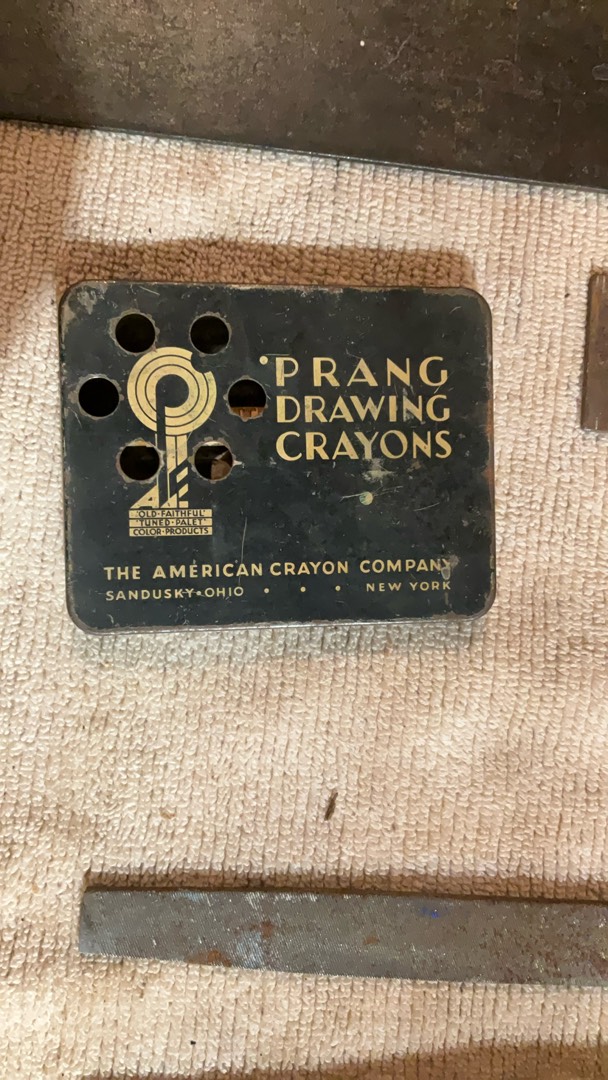 PRANG
DRAWING
CRAYONS
"OLD·FAITHFUL"
"TUNED·PALET"
COLOR·PRODUCTS
THE AMERICAN CRAYON COMPANY
SANDUSKY•OHIO • • • NEW YORK